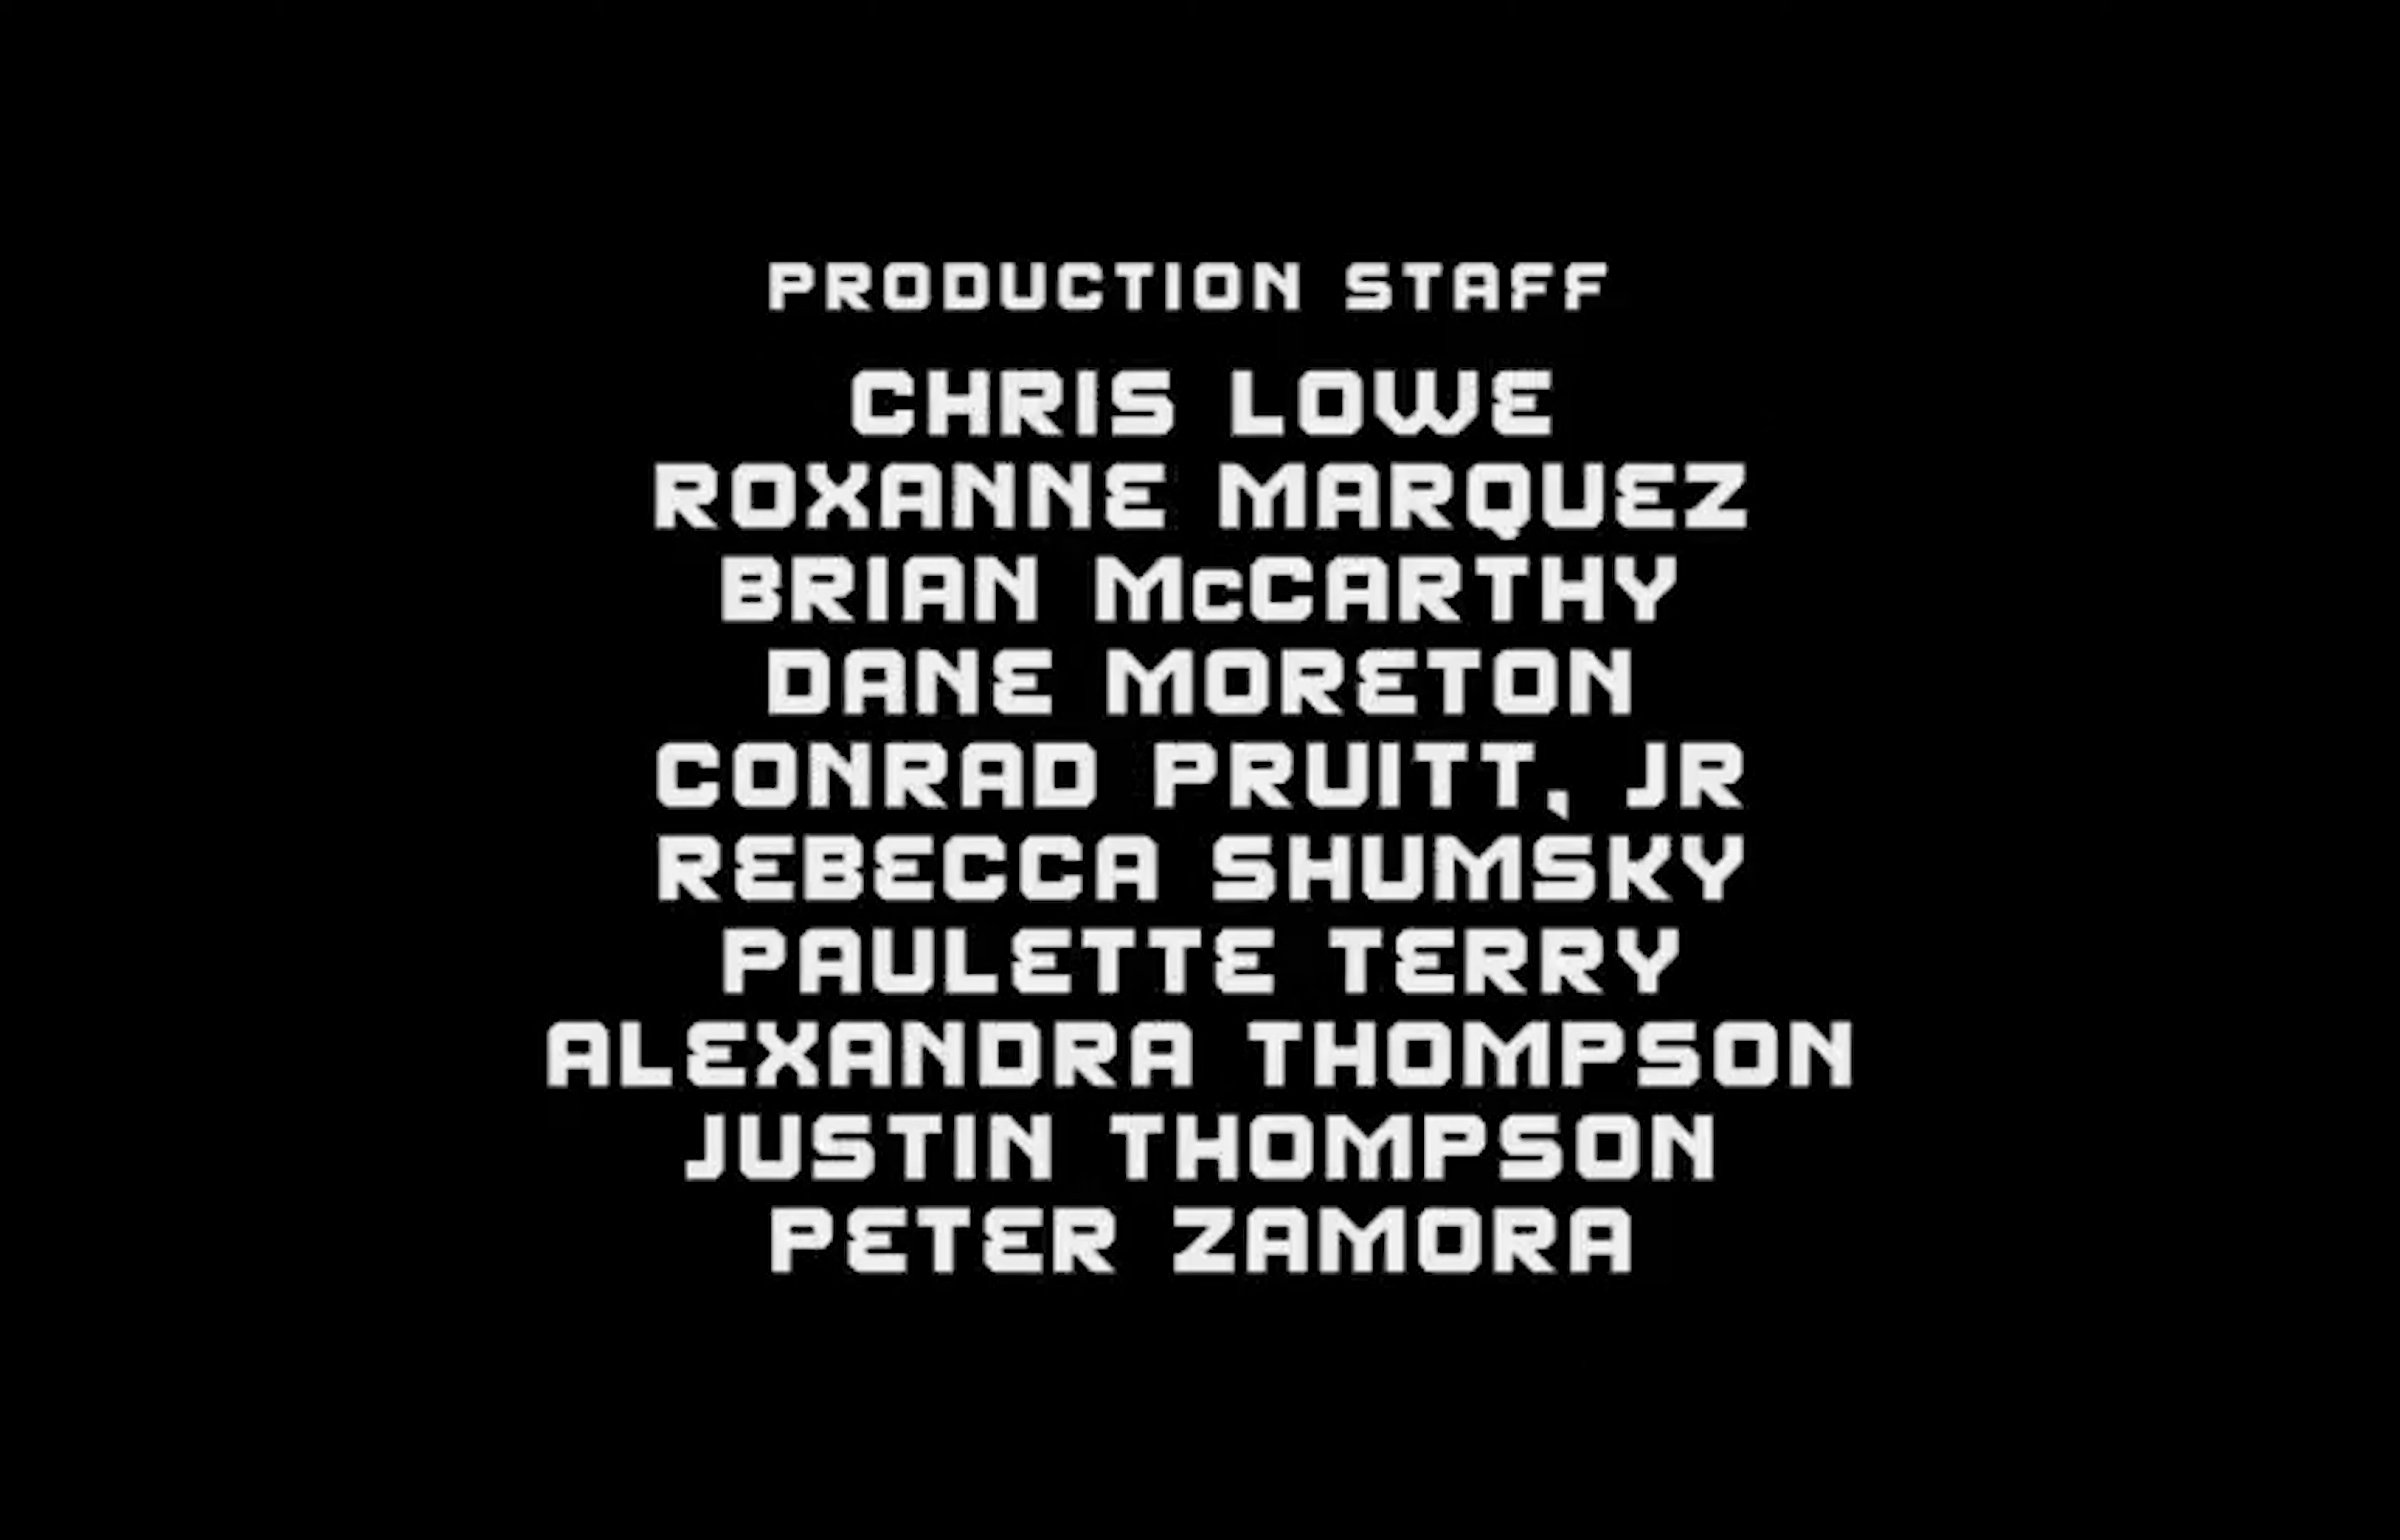 PRODUCTION STAFF
CHRIS LOWE
ROXANNE MARQUEZ
BRIAN McCARTHY
DANE MORETON
CONRAD PRUITT, JR
REBECCA SHUMSKY
PAULETTE TERRY
ALEXANDRA THOMPSON
JUSTIN THOMPSON
PETER ZAMORA